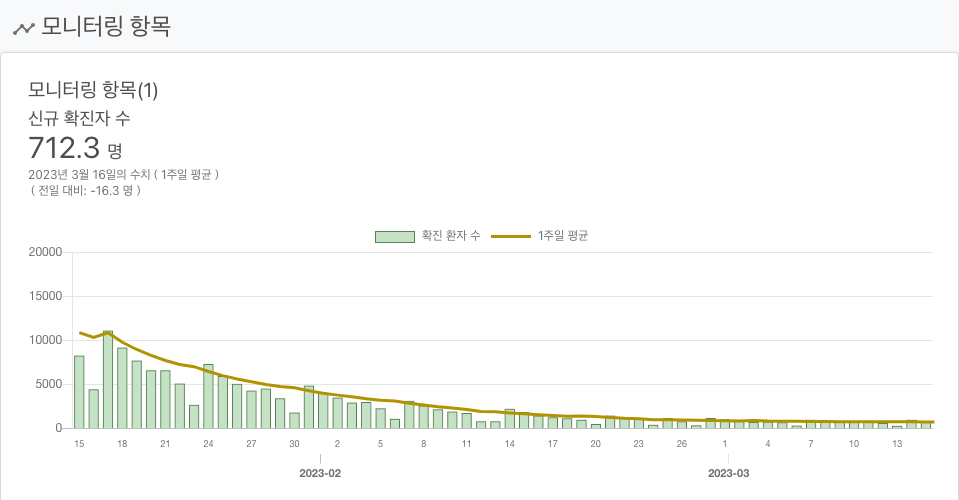 모니터링 항목
모니터링 항목(1)
신규 확진자 수
712.3 명
2023년 3월 16일의 수치 ( 1주일 평균 )
( 전일 대비: -16.3 명 )
확진 환자 수 1주일 평균
20000
15000
10000
5000
0
15 18 21 24 27 30 2 5 8 11 14 17 20 23 26 1 4 7 10 13
2023-02 2023-03